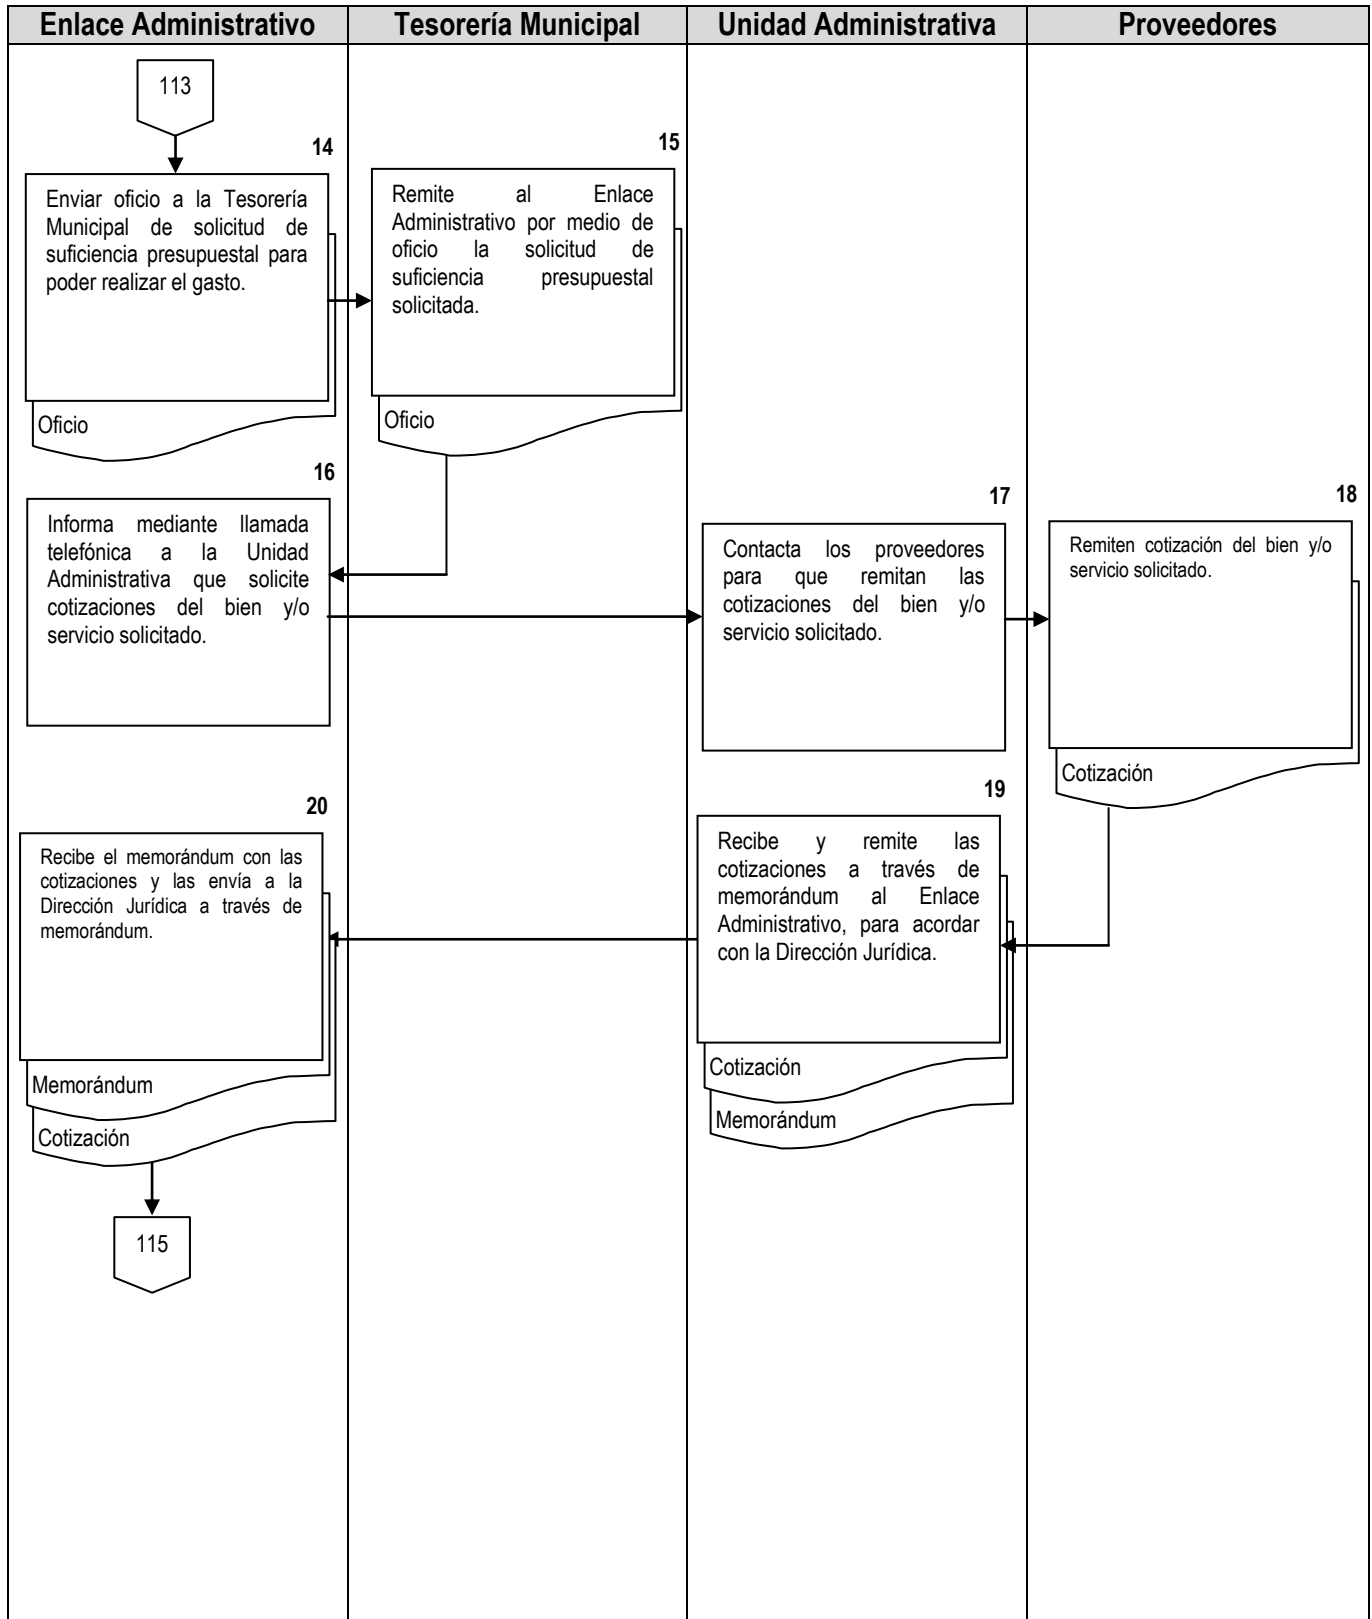 Enlace Administrativo
Tesorería Municipal
Unidad Administrativa
Proveedores
113
14
Enviar oficio a la Tesorería
Municipal de solicitud de
suficiencia presupuestal para
poder realizar el gasto.
Oficio
15
Remite al Enlace
Administrativo por medio de
oficio la solicitud de
suficiencia presupuestal
solicitada.
Oficio
16
Informa mediante llamada
telefónica a la Unidad
Administrativa que solicite
cotizaciones del bien y/o
servicio solicitado.
17
Contacta los proveedores
para que remitan las
cotizaciones del bien y/o
servicio solicitado.
18
Remiten cotización del bien y/o
servicio solicitado.
Cotización
19
Recibe y remite las
cotizaciones a través de
memorándum al Enlace
Administrativo, para acordar
con la Dirección Jurídica.
Cotización
Memorándum
20
Recibe el memorándum con las
cotizaciones y las envía a la
Dirección Jurídica a través de
memorándum.
Memorándum
Cotización
115